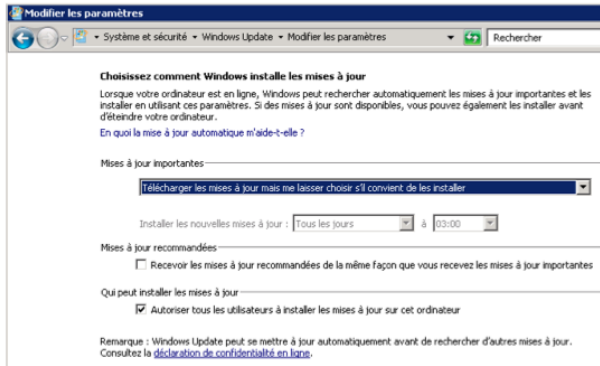 Modifier les paramètres
Système et sécurité Windows Update Modifier les paramètres Rechercher
Choisissez comment Windows installe les mises à jour
Lorsque votre ordinateur est en ligne, Windows peut rechercher automatiquement les mises à jour importantes et les
installer en utilisant ces paramètres. Si des mises à jour sont disponibles, vous pouvez également les installer avant
d'éteindre votre ordinateur.
En quoi la mise à jour automatique m'aide-t-elle ?
Mises à jour importantes
Télécharger les mises à jour mais me laisser choisir s'il convient de les installer
Installer les nouvelles mises à jour : Tous les jours à 03:00
Mises à jour recommandées
Recevoir les mises à jour recommandées de la même façon que vous recevez les mises à jour importantes
Qui peut installer les mises à jour
Autoriser tous les utilisateurs à installer les mises à jour sur cet ordinateur
Remarque : Windows Update peut se mettre à jour automatiquement avant de rechercher d'autres mises à jour.
Consultez la déclaration de confidentialité en ligne.